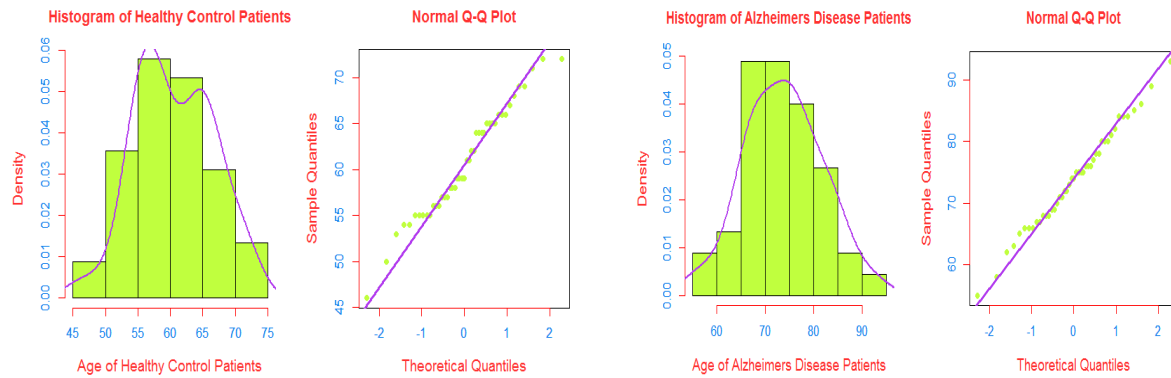 Histogram of Healthy Control Patients
Density
0.00
0.01
0.02
0.03
0.04
0.05
0.06
45 50 55 60 65 70 75
Age of Healthy Control Patients
Normal Q-Q Plot
Sample Quantiles
45
50
55
60
65
70
-2 -1 0 1 2
Theoretical Quantiles
Histogram of Alzheimers Disease Patients
Density
0.00
0.01
0.02
0.03
0.04
0.05
60 70 80 90
Age of Alzheimers Disease Patients
Normal Q-Q Plot
Sample Quantiles
60
70
80
90
-2 -1 0 1 2
Theoretical Quantiles